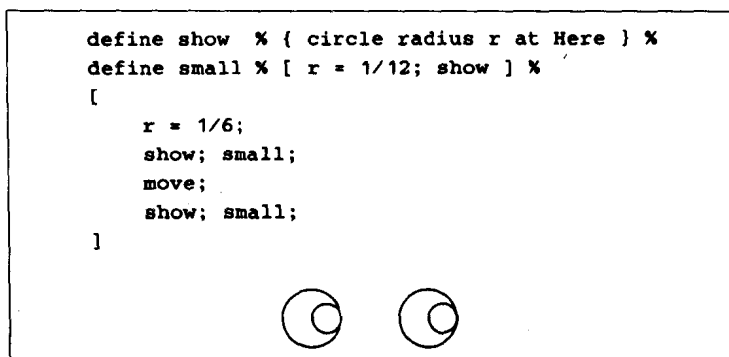 define show % { circle radius r at Here } %
define small % [ r = 1/12; show ] %
[
r = 1/6;
show; small;
move;
show; small;
]